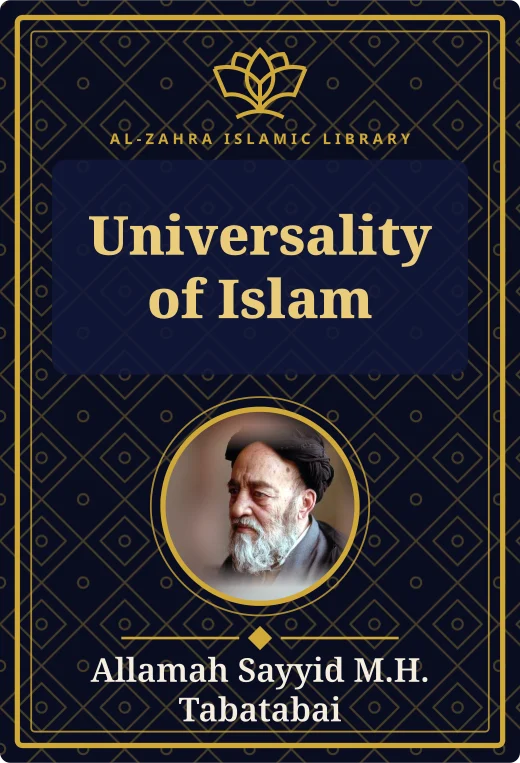 AL-ZAHRA ISLAMIC LIBRARY
Universality
of Islam
Allamah Sayyid M.H.
Tabatabai